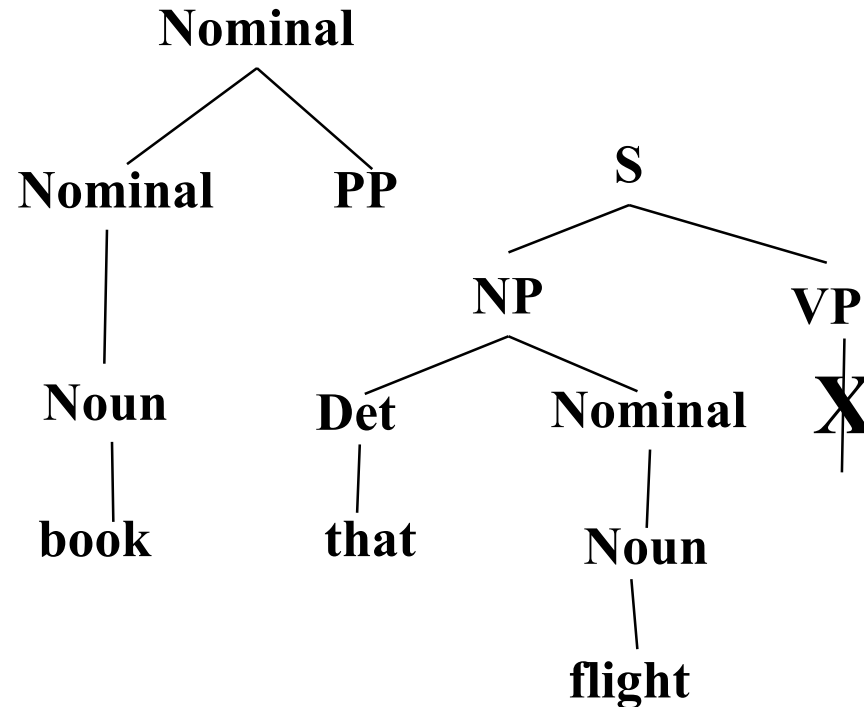 Nominal
S
Nominal PP
NP VP
Noun Det Nominal X
book that Noun
flight